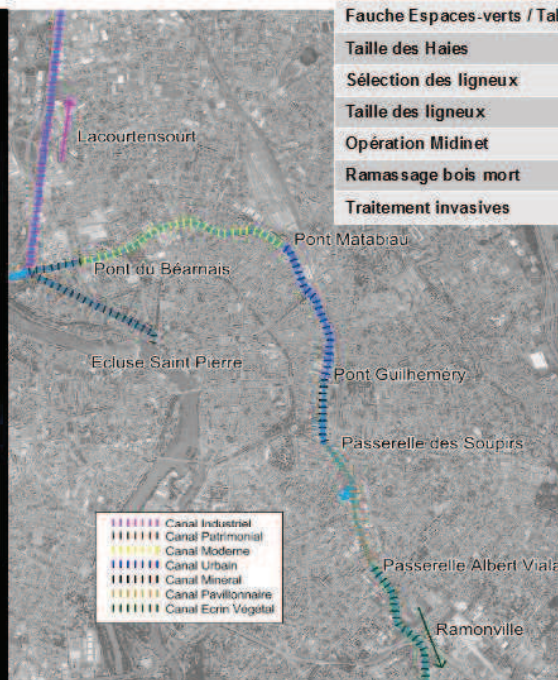 Fauche Espaces-verts / Tal
Taille des Haies
Sélection des ligneux
Taille des ligneux
Opération Midinet
Ramassage bois mort
Traitement invasives
Lacourtensourt
Pont Matabiau
Pont du Béarnais
Ecluse Saint Pierre
Pont Guilheméry
Passerelle des Soupirs
Canal Industriel
Canal Patrimonial
Canal Moderne
Canal Urbain
Canal Minéral
Canal Pavillonnaire
Canal Ecrin Végétal
Passerelle Albert Viala
Ramonville